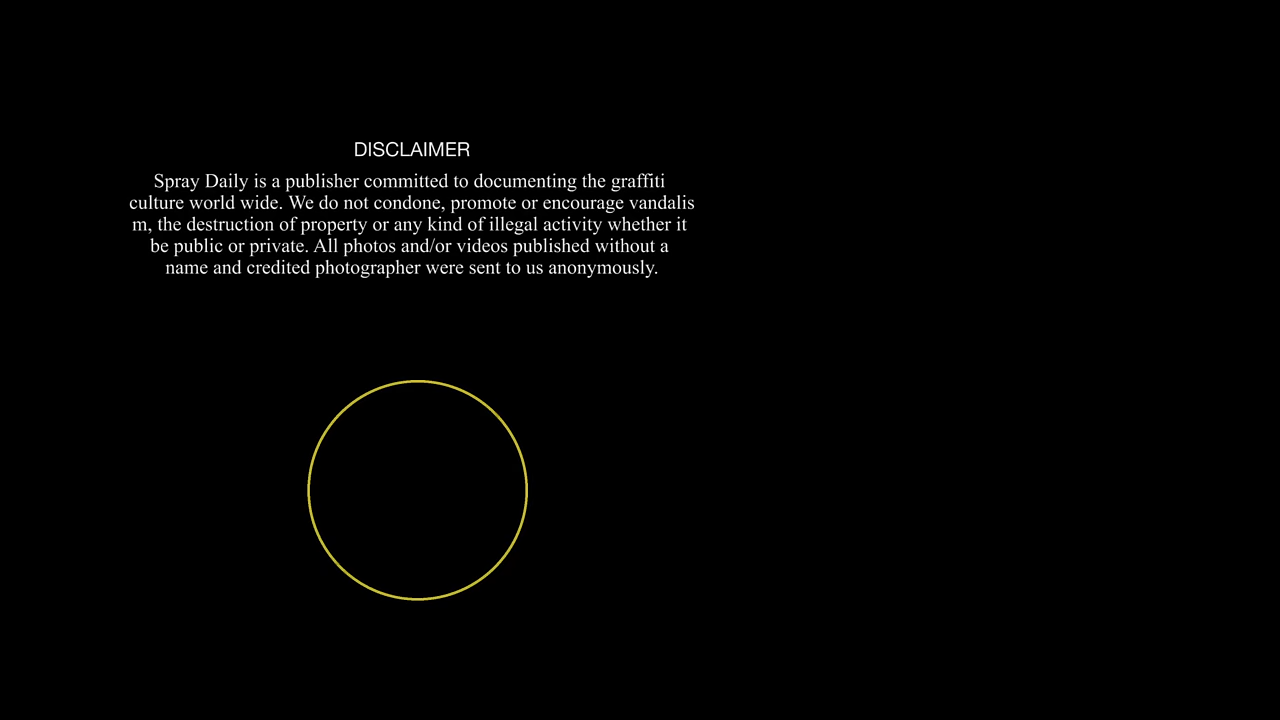 DISCLAIMER
Spray Daily is a publisher committed to documenting the graffiti
culture world wide. We do not condone, promote or encourage vandalis
m, the destruction of property or any kind of illegal activity whether it
be public or private. All photos and/or videos published without a
name and credited photographer were sent to us anonymously.